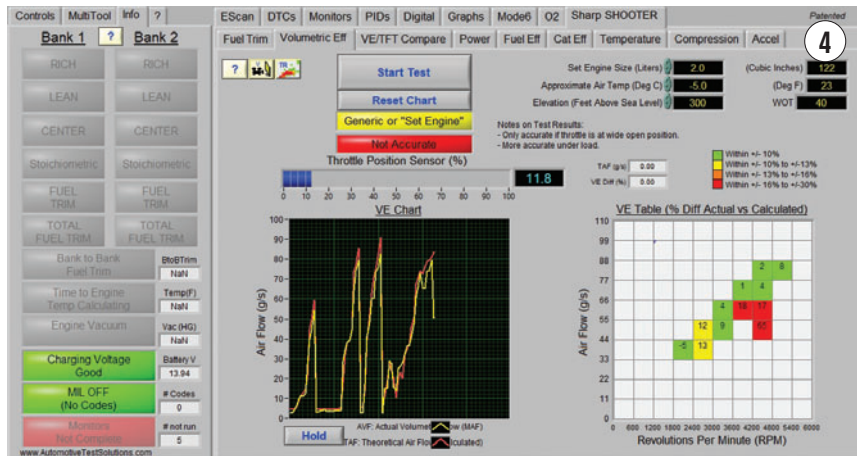 Controls MultiTool Info ?
EScan DTCs Monitors PIDs Digital Graphs Mode6 O2 Sharp SHOOTER Patented
Fuel Trim Volumetric Eff VE/TFT Compare Power Fuel Eff Cat Eff Temperature Compression Accel
4
Bank 1 ? Bank 2
RICH RICH
LEAN LEAN
CENTER CENTER
Stoichiometric Stoichiometric
FUEL TRIM FUEL TRIM
TOTAL FUEL TRIM TOTAL FUEL TRIM
Bank to Bank Fuel Trim
BtoBTrim
NaN
Time to Engine Temp Calculating
Temp(F)
NaN
Engine Vacuum
Vac (HG)
NaN
Charging Voltage Good
Battery V
13.94
MIL OFF (No Codes)
# Codes
0
Monitors Not Complete
# not run
5
www.AutomotiveTestSolutions.com
?
Start Test
Reset Chart
Generic or "Set Engine"
Not Accurate
Set Engine Size (Liters) 2.0 (Cubic Inches) 122
Approximate Air Temp (Deg C) -5.0 (Deg F) 23
Elevation (Feet Above Sea Level) 300 WOT 40
Notes on Test Results:
- Only accurate if throttle is at wide open position.
- More accurate under load.
Throttle Position Sensor (%)
0 10 20 30 40 50 60 70 80 90 100
11.8
TAF (g/s) 0.00
VE Diff (%) 0.00
Within +/- 10%
Within +/- 10% to +/-13%
Within +/- 13% to +/-16%
Within +/- 16% to +/-30%
VE Chart
Air Flow (g/s)
100
90
80
70
60
50
40
30
20
10
0
Hold
AVF: Actual Volumet ow (MAF)
TAF: Theoretical Air Flo lculated)
VE Table (% Diff Actual vs Calculated)
Air Flow (g/s)
110
99
88
77
66
55
44
33
22
11
0
2 8
1 4
4 18 17
12 9 65
-5 13
0 600 1200 1800 2400 3000 3600 4200 4800 5400 6000
Revolutions Per Minute (RPM)